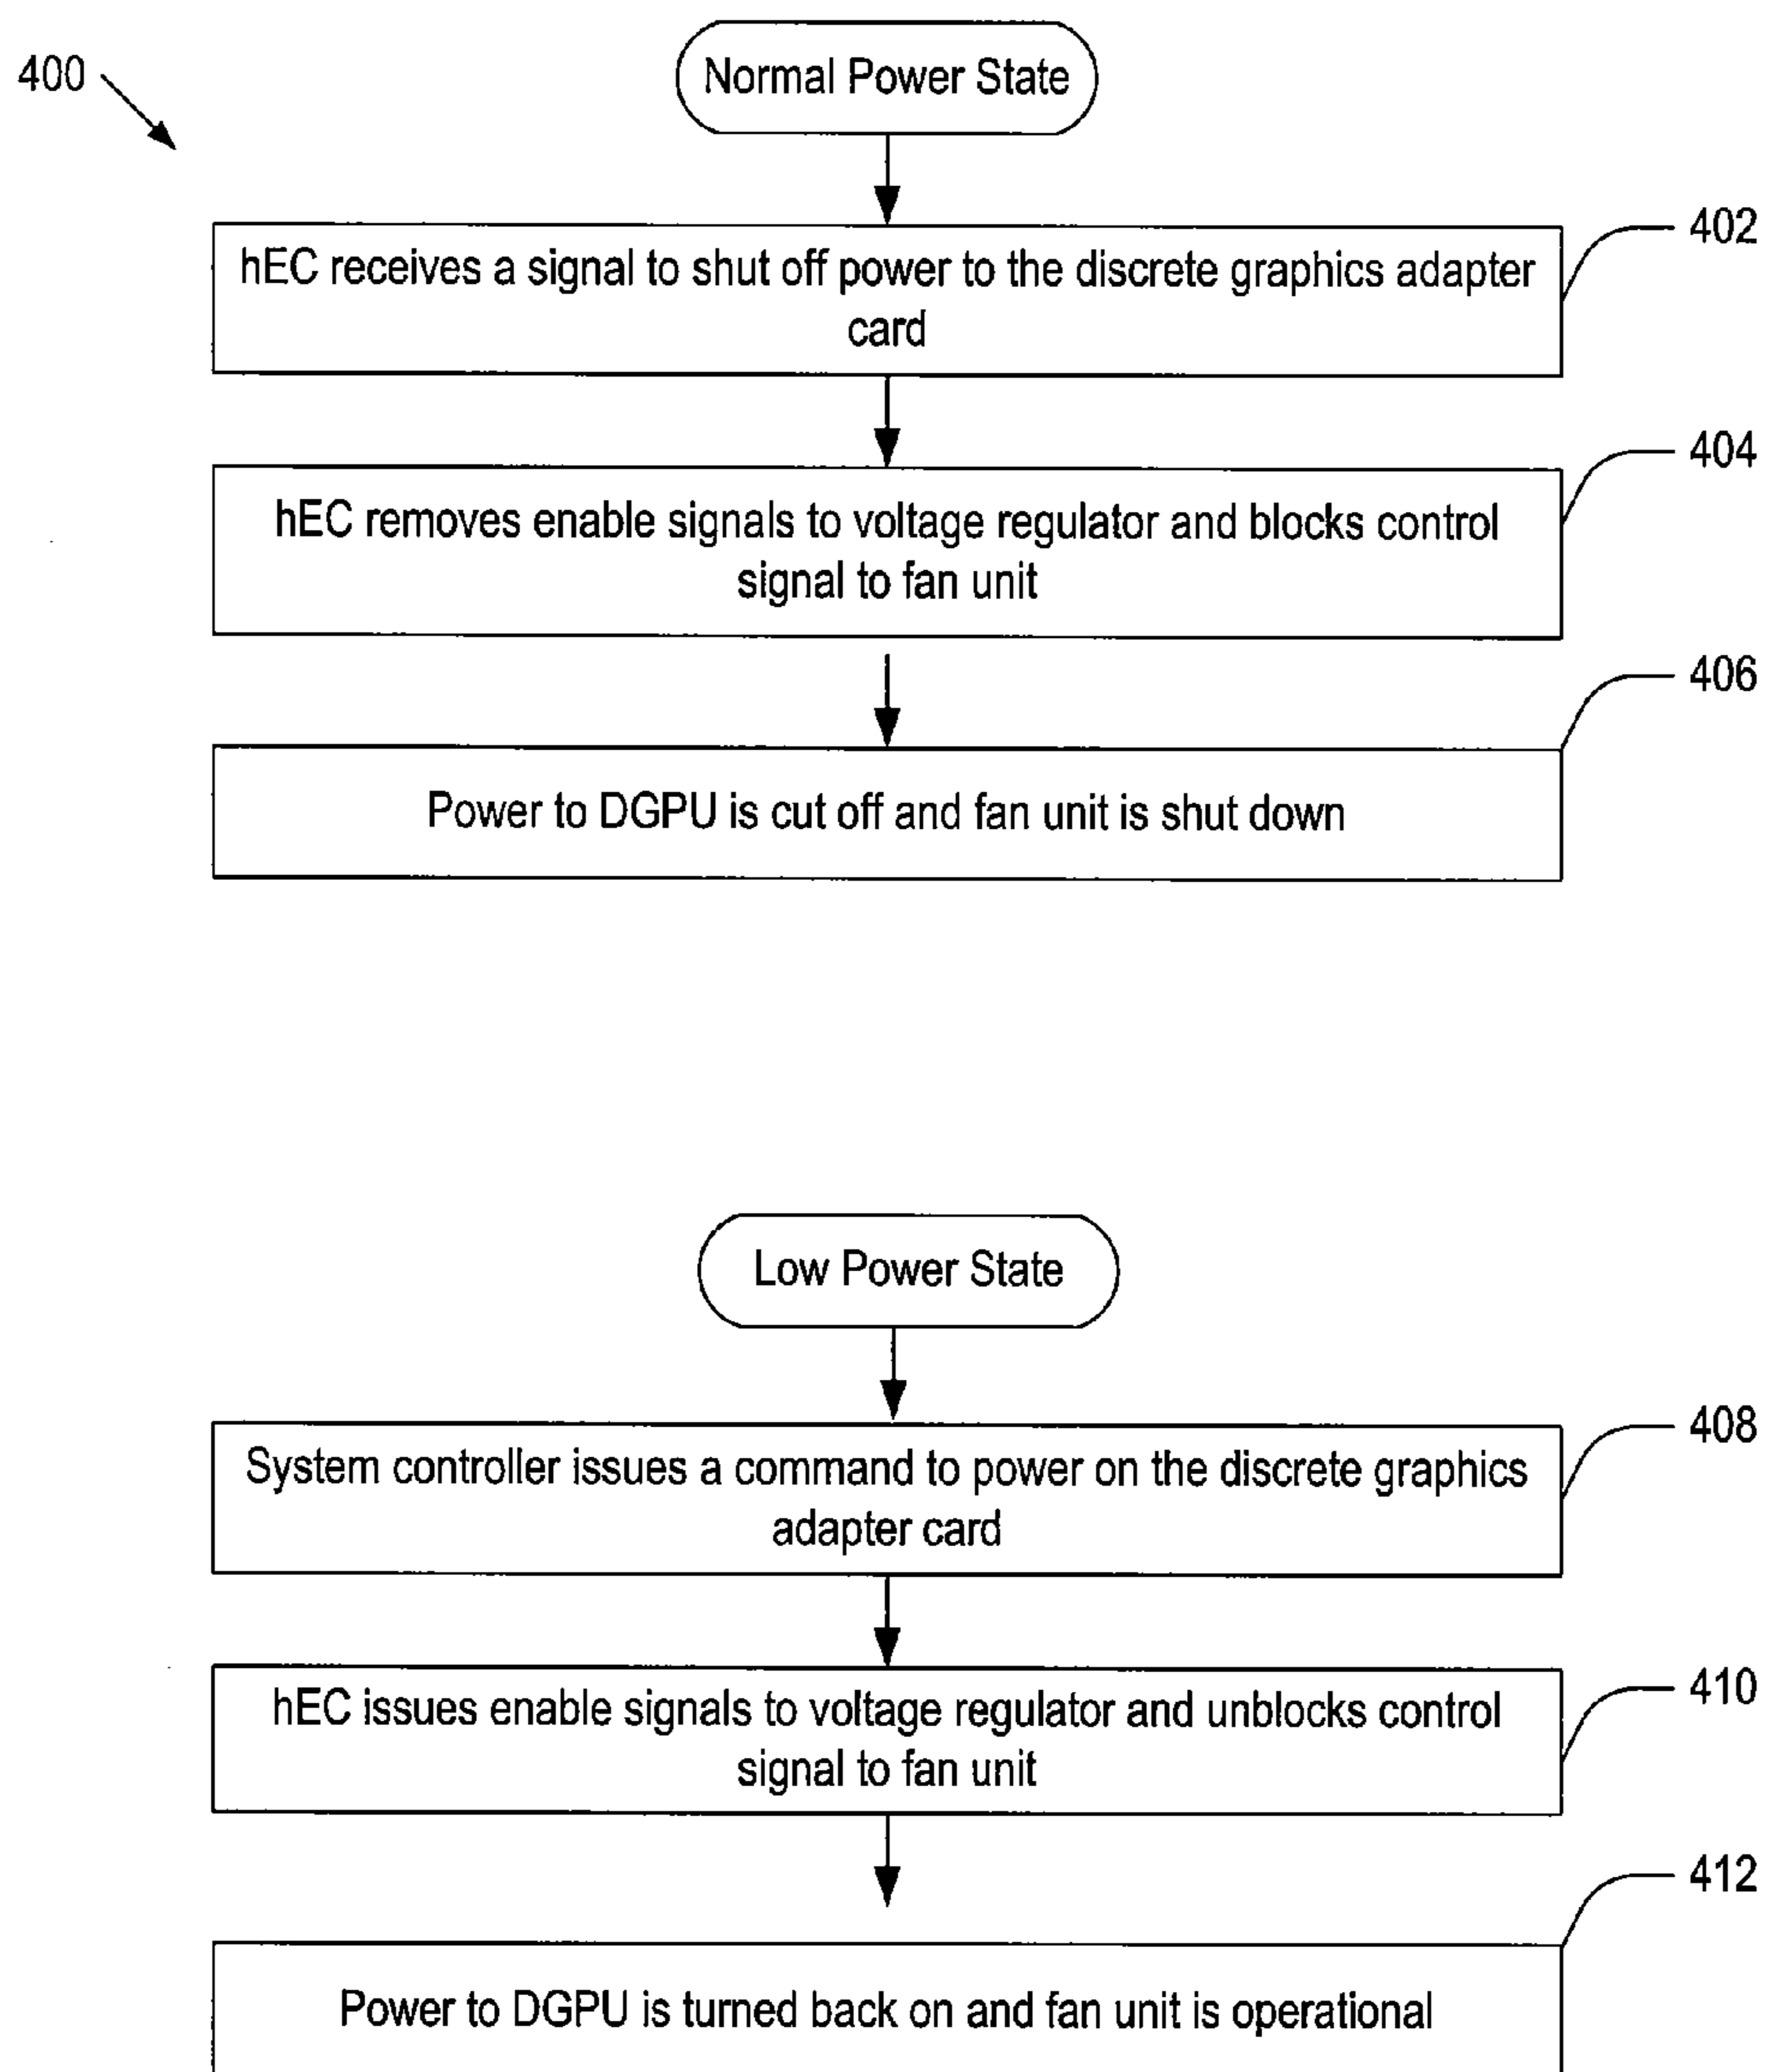 400
Normal Power State
402
hEC receives a signal to shut off power to the discrete graphics adapter
card
404
hEC removes enable signals to voltage regulator and blocks control
signal to fan unit
406
Power to DGPU is cut off and fan unit is shut down
Low Power State
408
System controller issues a command to power on the discrete graphics
adapter card
410
hEC issues enable signals to voltage regulator and unblocks control
signal to fan unit
412
Power to DGPU is turned back on and fan unit is operational